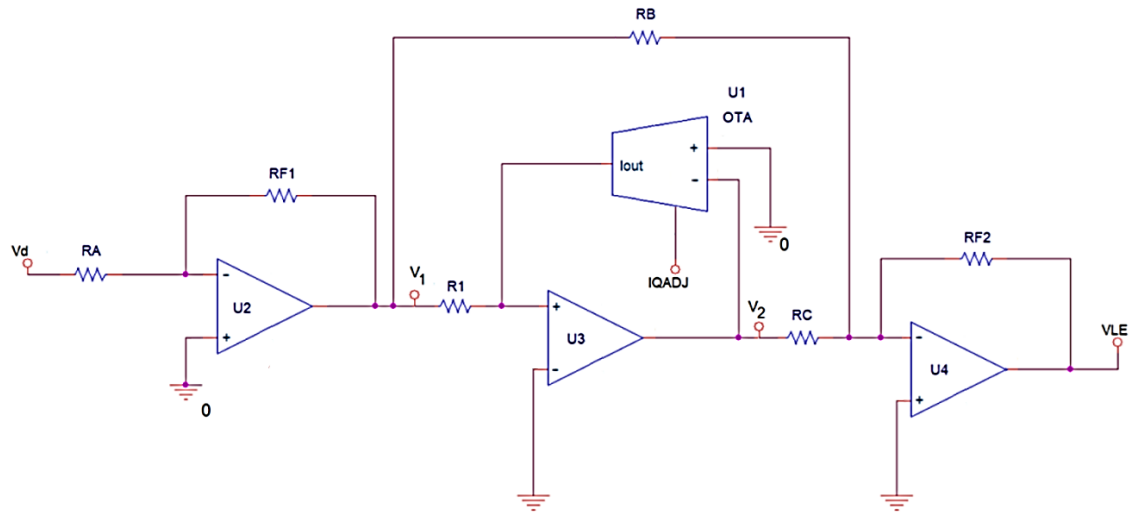 RB
U1
OTA
+
Iout
-
RF1
0
RF2
Vd
RA
-
V1
R1
IQADJ
U2
+
V2
RC
+
U3
-
VLE
-
U4
+
0